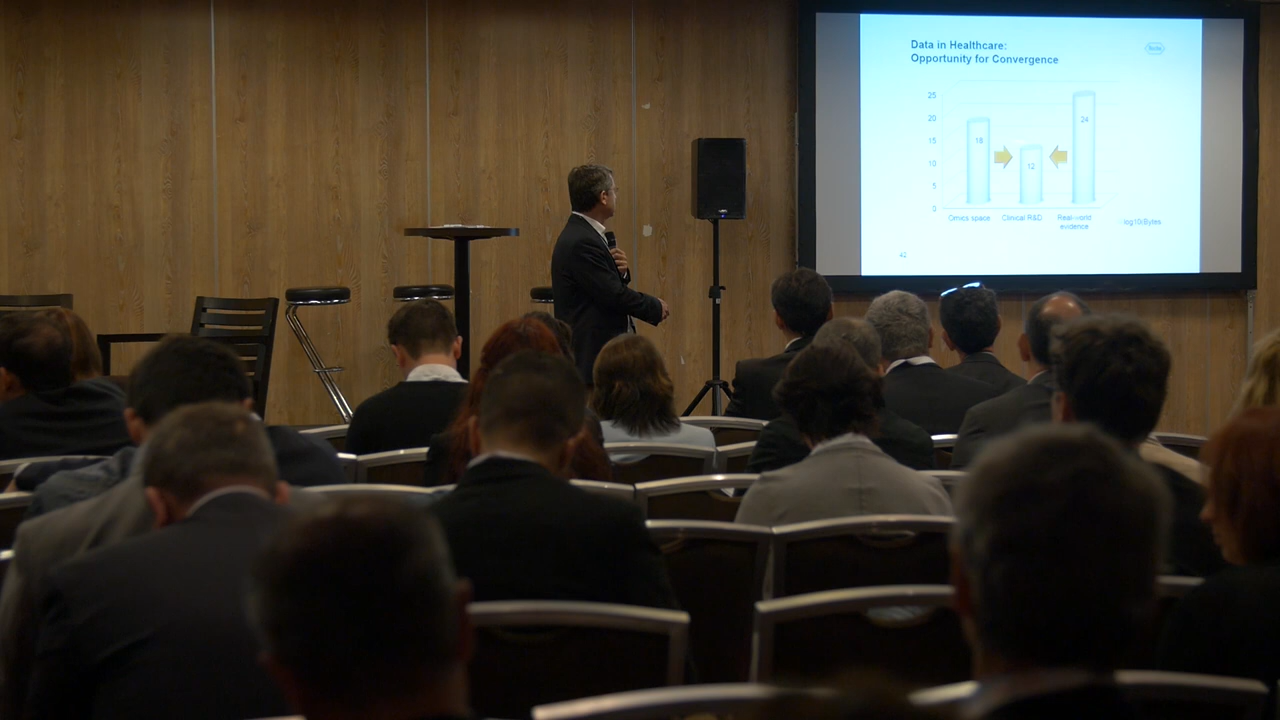 Data in Healthcare:
Opportunity for Convergence
Roche
25
20
15
10
5
0
18
12
24
Omics space
Clinical R&D
Real-world
evidence
log10/Bytes
42